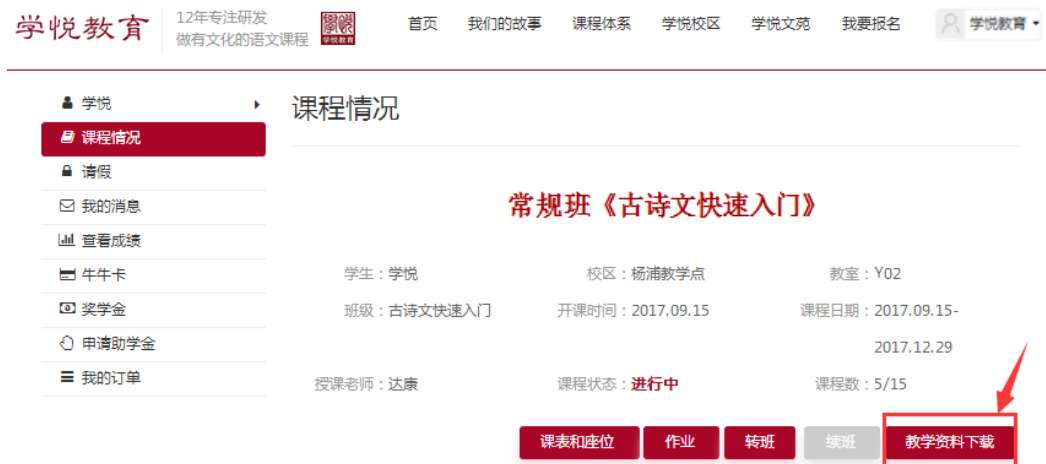 学悦教育
12年专注研发
做有文化的语文课程
学悦教育
首页 我们的故事 课程体系 学悦校区 学悦文苑 我要报名 学悦教育
学悦
课程情况
请假
我的消息
查看成绩
牛牛卡
奖学金
申请助学金
我的订单
课程情况
常规班《古诗文快速入门》
学生：学悦 校区：杨浦教学点 教室：Y02
班级：古诗文快速入门 开课时间：2017.09.15 课程日期：2017.09.15-
2017.12.29
授课老师：达康 课程状态：进行中 课程数：5/15
课表和座位 作业 转班 续班 教学资料下载